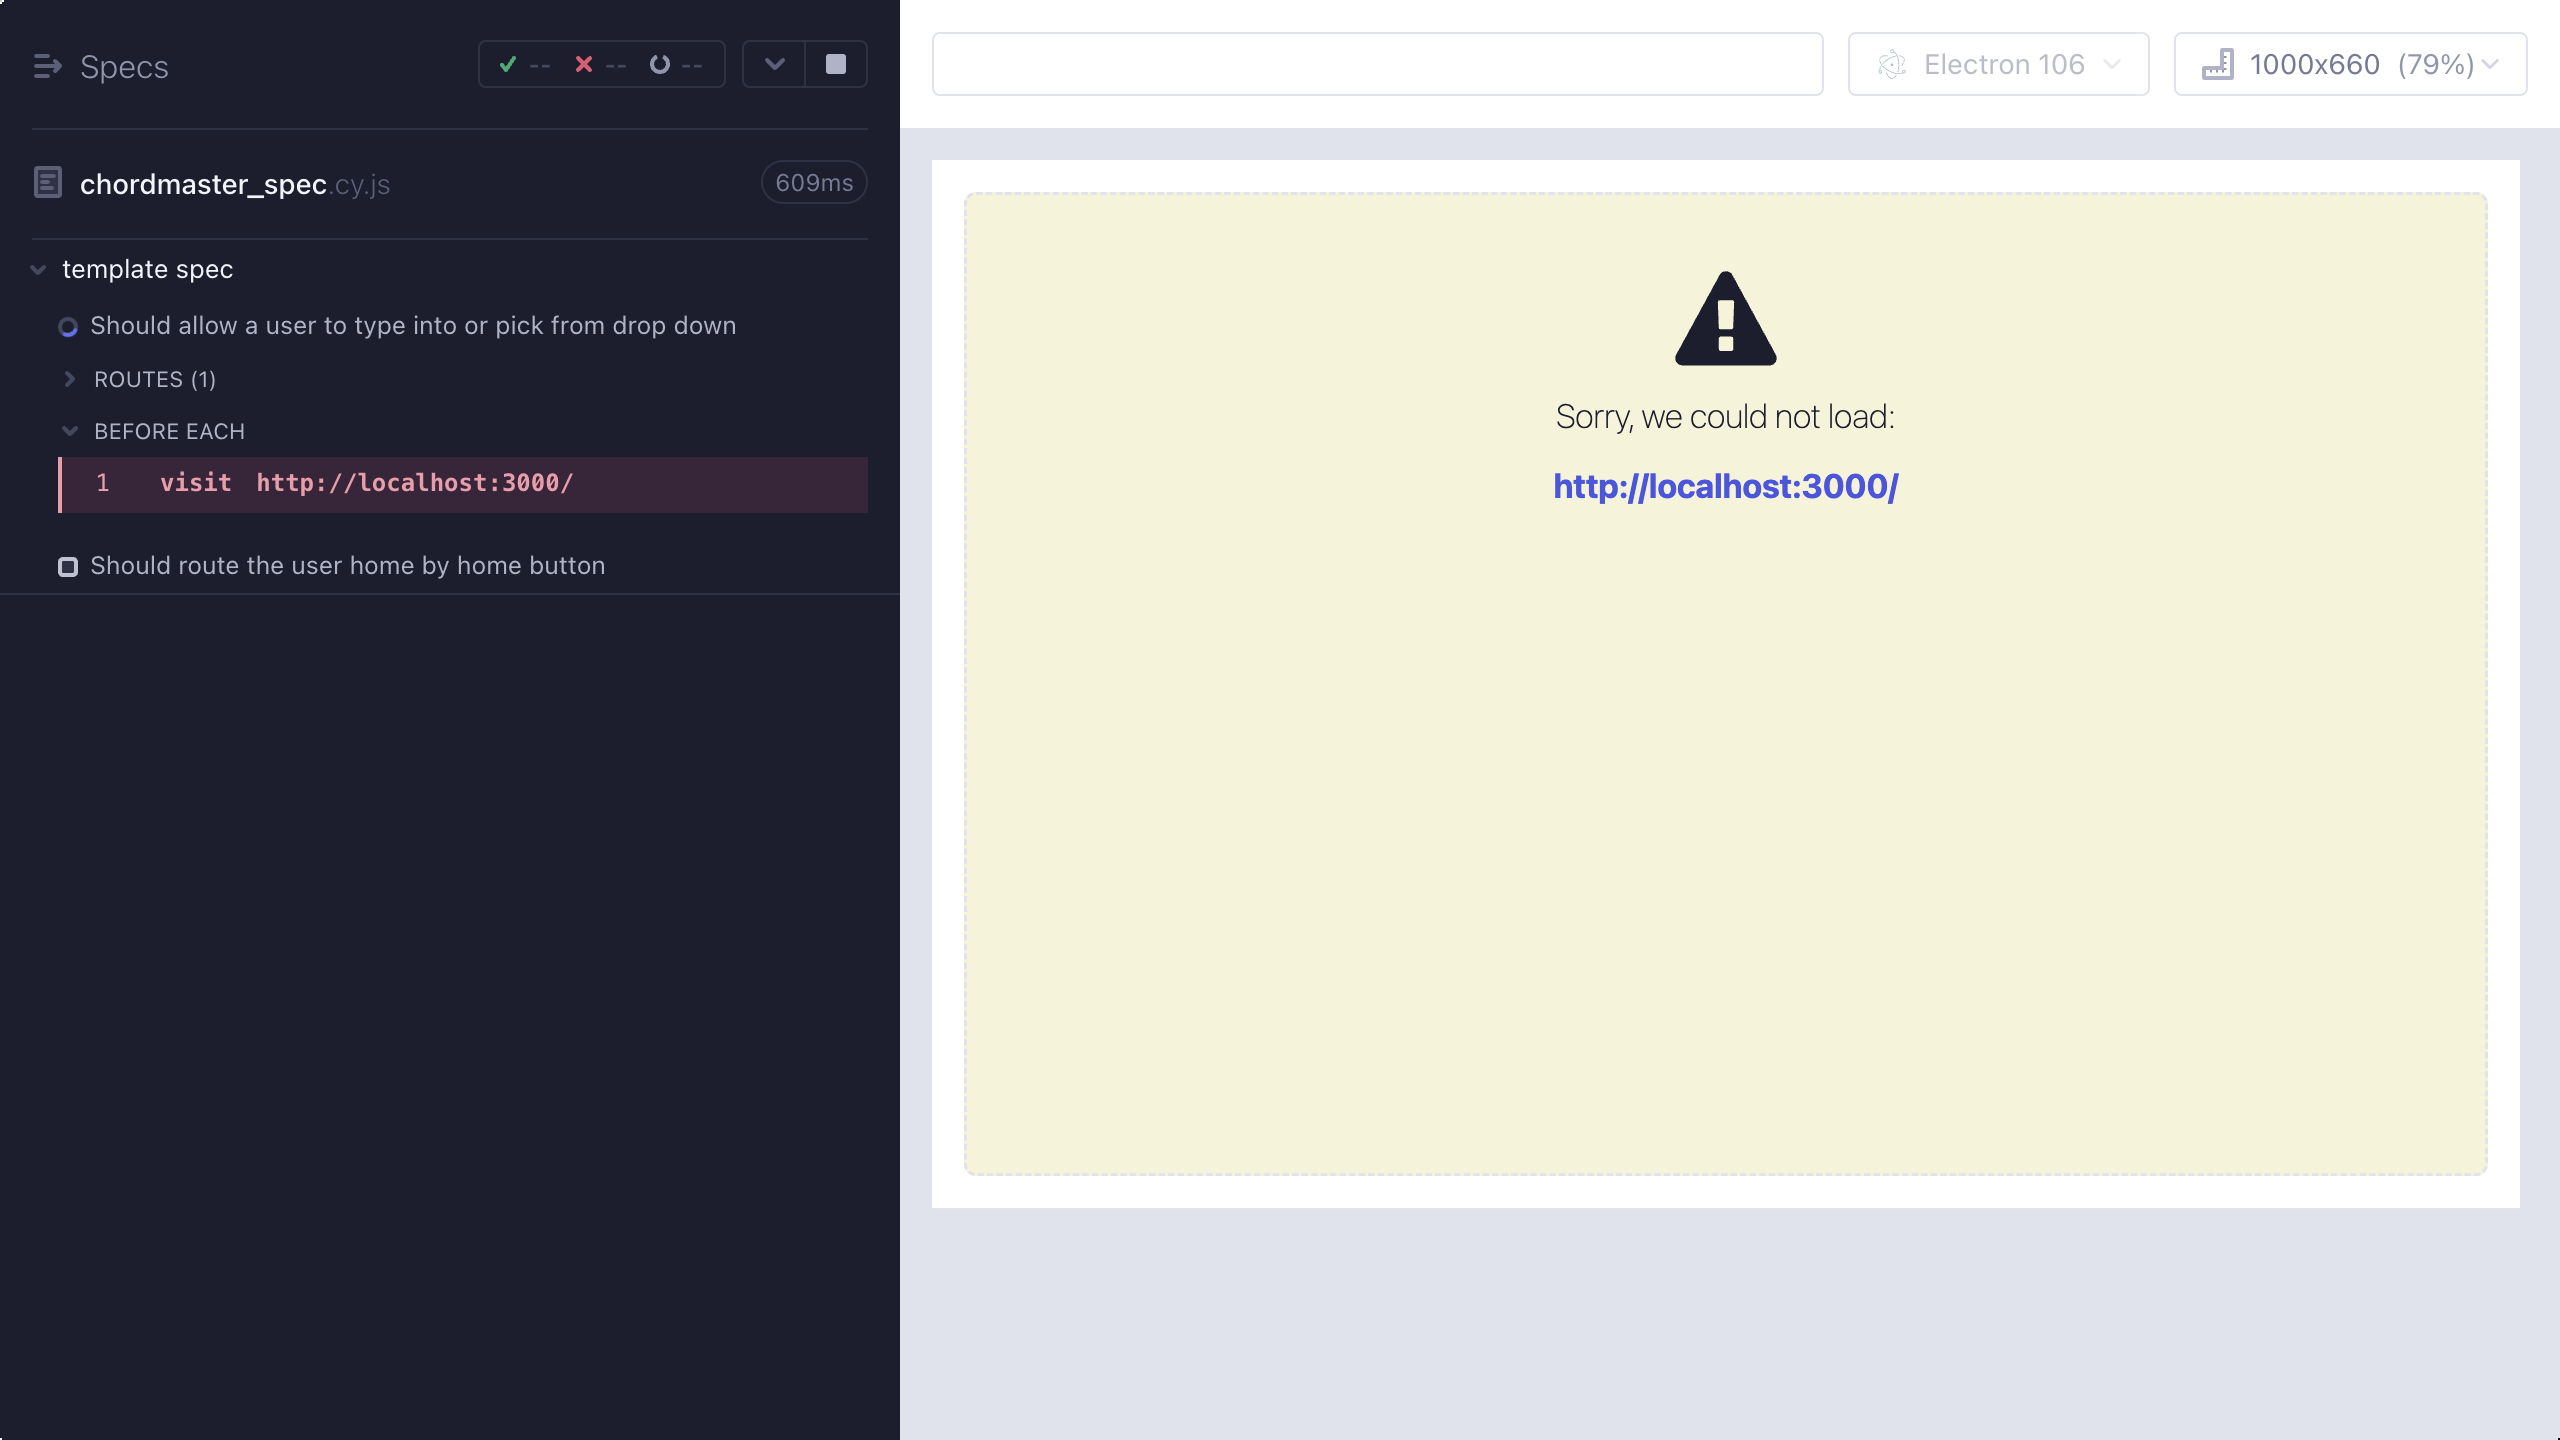 Specs
-- -- --
chordmaster_spec.cy.js
609ms
template spec
Should allow a user to type into or pick from drop down
ROUTES (1)
BEFORE EACH
1 visit http://localhost:3000/
Should route the user home by home button
Electron 106
1000x660 (79%)
Sorry, we could not load:
http://localhost:3000/